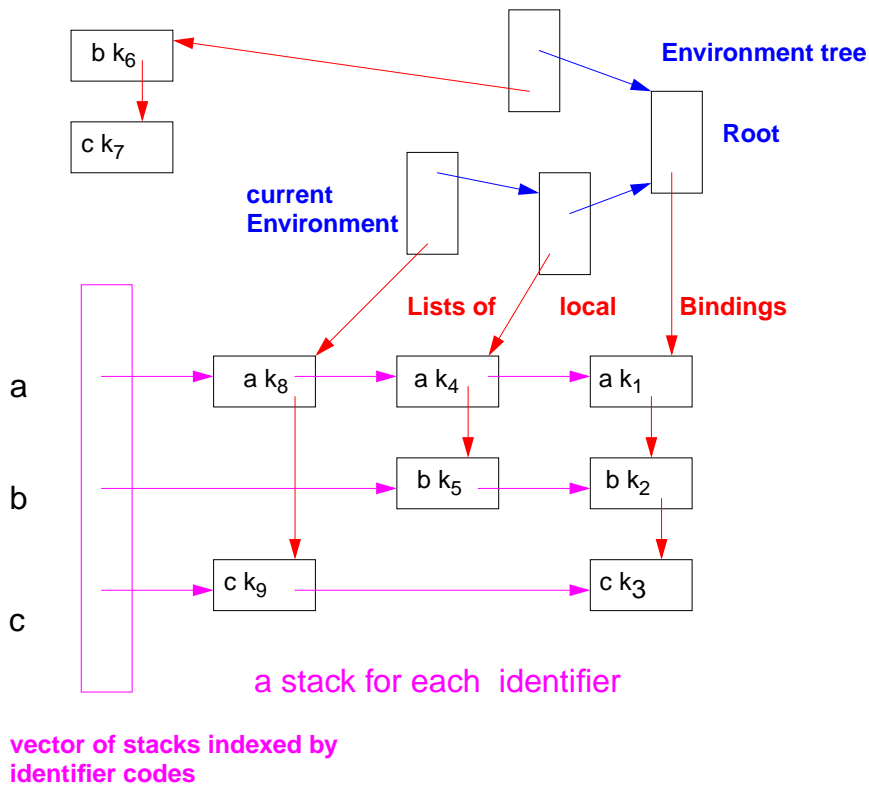 b k6
Environment tree
c k7
Root
current
Environment
Lists of local Bindings
a
a k8
a k4
a k1
b
b k5
b k2
c
c k9
c k3
a stack for each identifier
vector of stacks indexed by
identifier codes